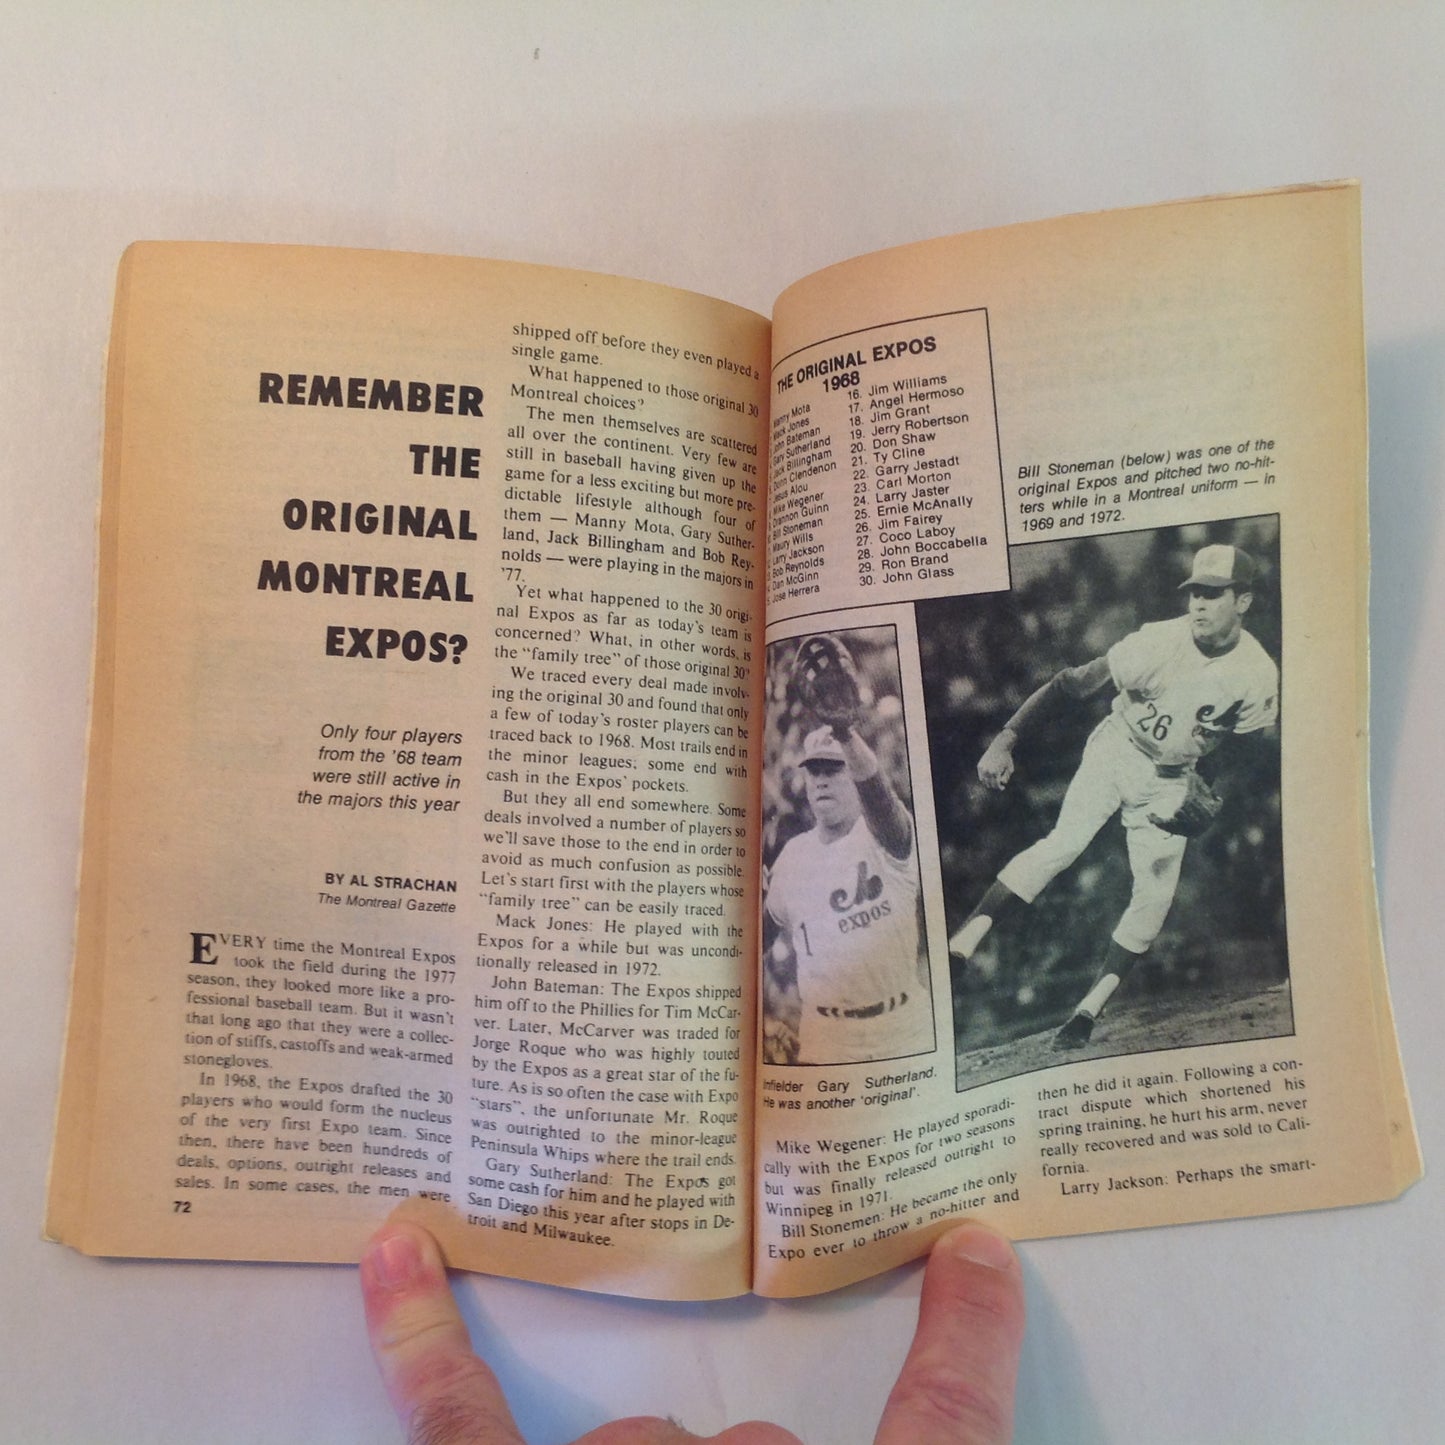 REMEMBER
THE
ORIGINAL
MONTREAL
EXPOS?
Only four players
from the '68 team
were still active in
the majors this year
BY AL STRACHAN
The Montreal Gazette
EVERY time the Montreal Expos
took the field during the 1977
season, they looked more like a pro-
fessional baseball team. But it wasn't
that long ago that they were a collec-
tion of stiffs, castoffs and weak-armed
stonegloves.
In 1968, the Expos drafted the 30
players who would form the nucleus
of the very first Expo team. Since
then, there have been hundreds of
deals, options, outright releases and
sales. In some cases, the men were
72
shipped off before they even played a
single game.
What happened to those original 30
Montreal choices?
The men themselves are scattered
all over the continent. Very few are
still in baseball having given up the
game for a less exciting but more pre-
dictable lifestyle although four of
them — Manny Mota, Gary Suther-
land, Jack Billingham and Bob Rey-
nolds — were playing in the majors in
'77.
Yet what happened to the 30 origi-
nal Expos as far as today's team is
concerned? What, in other words, is
the "family tree" of those original 30?
We traced every deal made involv-
ing the original 30 and found that only
a few of today's roster players can be
traced back to 1968. Most trails end in
the minor leagues; some end with
cash in the Expos' pockets.
But they all end somewhere. Some
deals involved a number of players so
we'll save those to the end in order to
avoid as much confusion as possible.
Let's start first with the players whose
"family tree" can be easily traced.
Mack Jones: He played with the
Expos for a while but was uncondi-
tionally released in 1972.
John Bateman: The Expos shipped
him off to the Phillies for Tim McCar-
ver. Later, McCarver was traded for
Jorge Roque who was highly touted
by the Expos as a great star of the fu-
ture. As is so often the case with Expo
"stars", the unfortunate Mr. Roque
was outrighted to the minor-league
Peninsula Whips where the trail ends.
Gary Sutherland: The Expos got
some cash for him and he played with
San Diego this year after stops in De-
troit and Milwaukee.
THE ORIGINAL EXPOS
1968
Manny Mota
Mack Jones
John Bateman
Gary Sutherland
Jack Billingham
Donn Clendenon
Jesus Alou
Mike Wegener
Drannon Guinn
Bill Stoneman
Maury Wills
Larry Jackson
Bob Reynolds
Dan McGinn
Jose Herrera
16. Jim Williams
17. Angel Hermoso
18. Jim Grant
19. Jerry Robertson
20. Don Shaw
21. Ty Cline
22. Garry Jestadt
23. Carl Morton
24. Larry Jaster
25. Ernie McAnally
26. Jim Fairey
27. Coco Laboy
28. John Boccabella
29. Ron Brand
30. John Glass
Bill Stoneman (below) was one of the
original Expos and pitched two no-hit-
ters while in a Montreal uniform — in
1969 and 1972.
26
1
expos
Infielder Gary Sutherland.
He was another 'original'.
Mike Wegener: He played sporadi-
cally with the Expos for two seasons
but was finally released outright to
Winnipeg in 1971.
Bill Stonemen: He became the only
Expo ever to throw a no-hitter and
then he did it again. Following a con-
tract dispute which shortened his
spring training, he hurt his arm, never
really recovered and was sold to Cali-
fornia.
Larry Jackson: Perhaps the smart-